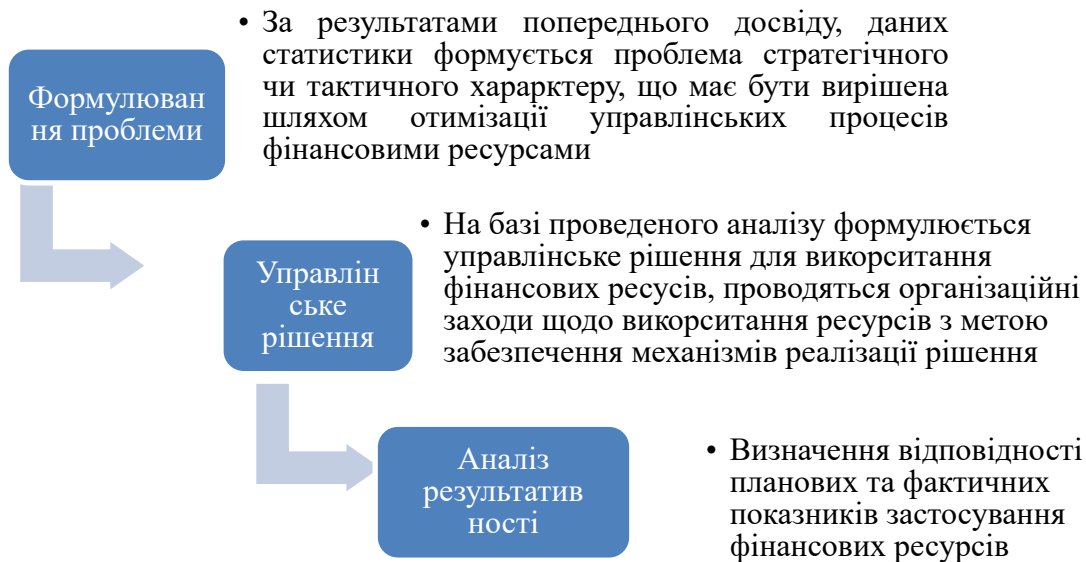 Формулюван
ня проблеми
• За результатами попереднього досвіду, даних
статистики формується проблема стратегічного
чи тактичного харарктеру, що має бути вирішена
шляхом отимізації управлінських процесів
фінансовими ресурсами
Управлін
ське
рішення
• На базі проведеного аналізу формулюється
управлінське рішення для викорситання
фінансових ресусів, проводяться організаційні
заходи щодо викорситання ресурсів з метою
забезпечення механізмів реалізації рішення
Аналіз
результатив
ності
• Визначення відповідності
планових та фактичних
показників застосування
фінансових ресурсів